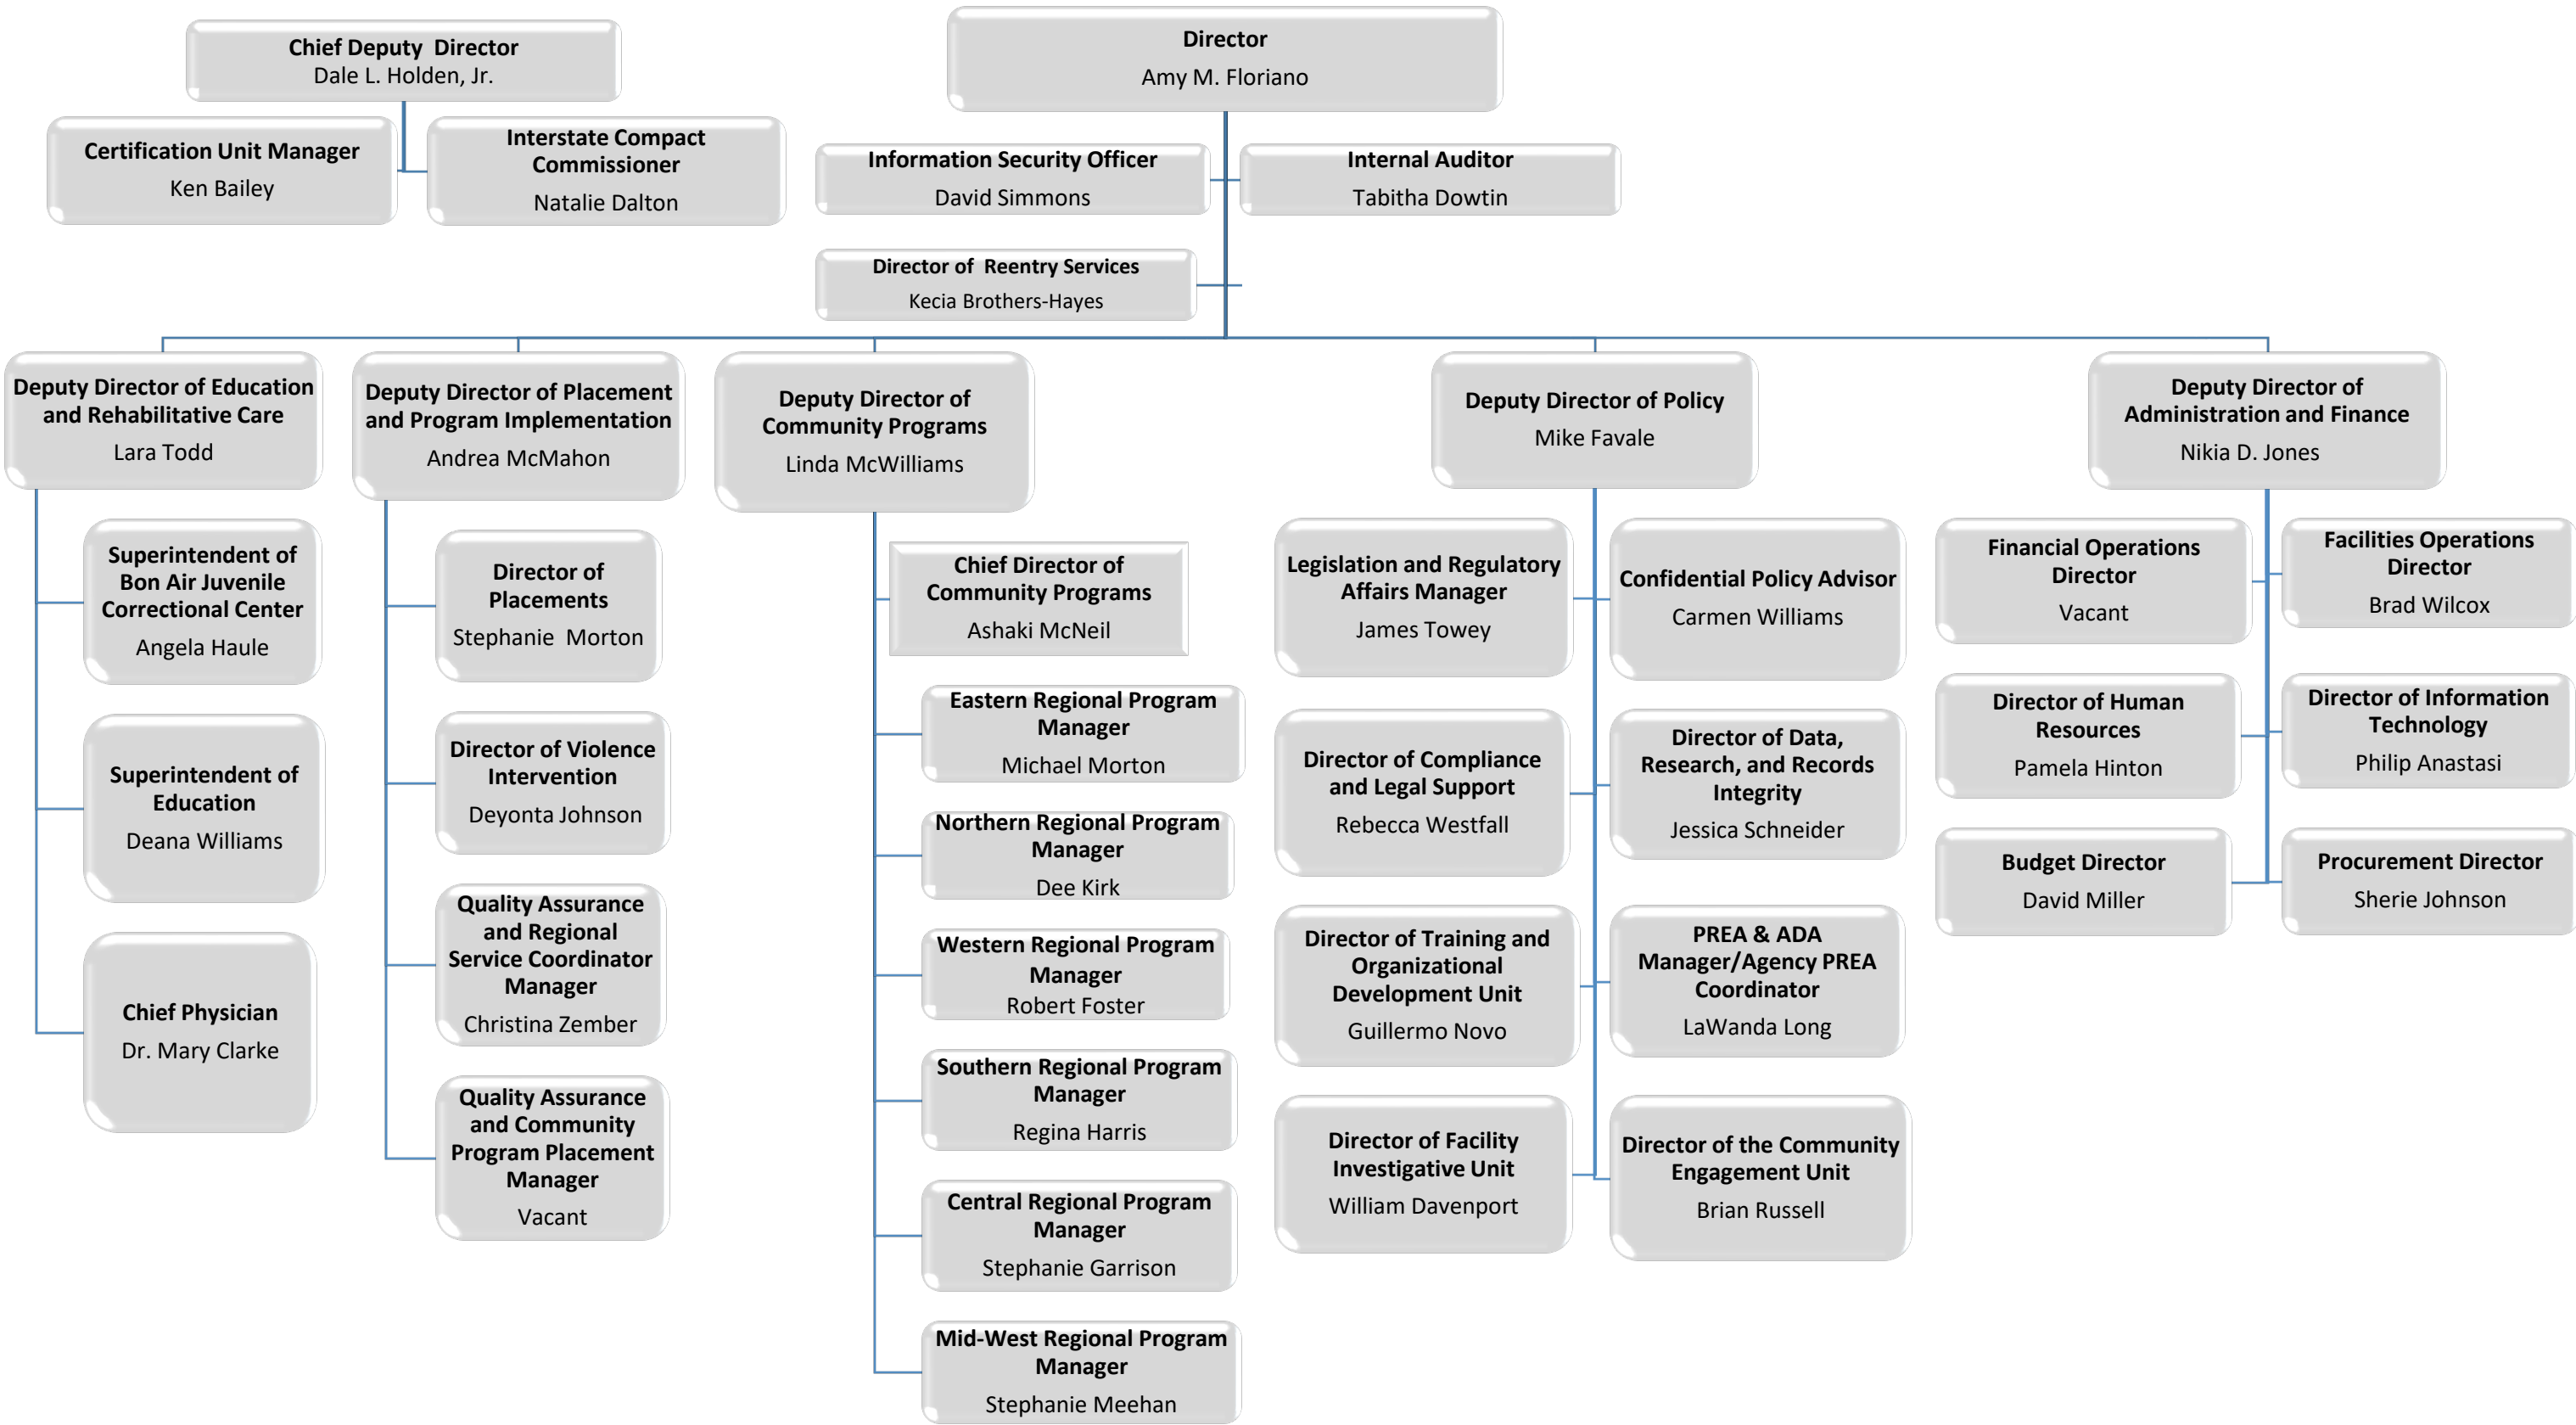 Chief Deputy  Director
Dale L. Holden, Jr.
Director
Amy M. Floriano
Certification Unit Manager
Ken Bailey
Interstate Compact
Commissioner
Natalie Dalton
Information Security Officer
David Simmons
Internal Auditor
Tabitha Dowtin
Director of  Reentry Services
Kecia Brothers-Hayes
Deputy Director of Education
and Rehabilitative Care
Lara Todd
Superintendent of
Bon Air Juvenile
Correctional Center
Angela Haule
Superintendent of
Education
Deana Williams
Chief Physician
Dr. Mary Clarke
Deputy Director of Placement
and Program Implementation
Andrea McMahon
Director of
Placements
Stephanie  Morton
Director of Violence
Intervention
Deyonta Johnson
Quality Assurance
and Regional
Service Coordinator
Manager
Christina Zember
Quality Assurance
and Community
Program Placement
Manager
Vacant
Deputy Director of
Community Programs
Linda McWilliams
Chief Director of
Community Programs
Ashaki McNeil
Eastern Regional Program
Manager
Michael Morton
Northern Regional Program
Manager
Dee Kirk
Western Regional Program
Manager
Robert Foster
Southern Regional Program
Manager
Regina Harris
Central Regional Program
Manager
Stephanie Garrison
Mid-West Regional Program
Manager
Stephanie Meehan
Deputy Director of Policy
Mike Favale
Legislation and Regulatory
Affairs Manager
James Towey
Confidential Policy Advisor
Carmen Williams
Director of Compliance
and Legal Support
Rebecca Westfall
Director of Data,
Research, and Records
Integrity
Jessica Schneider
Director of Training and
Organizational
Development Unit
Guillermo Novo
PREA & ADA
Manager/Agency PREA
Coordinator
LaWanda Long
Director of Facility
Investigative Unit
William Davenport
Director of the Community
Engagement Unit
Brian Russell
Deputy Director of
Administration and Finance
Nikia D. Jones
Financial Operations
Director
Vacant
Facilities Operations
Director
Brad Wilcox
Director of Human
Resources
Pamela Hinton
Director of Information
Technology
Philip Anastasi
Budget Director
David Miller
Procurement Director
Sherie Johnson